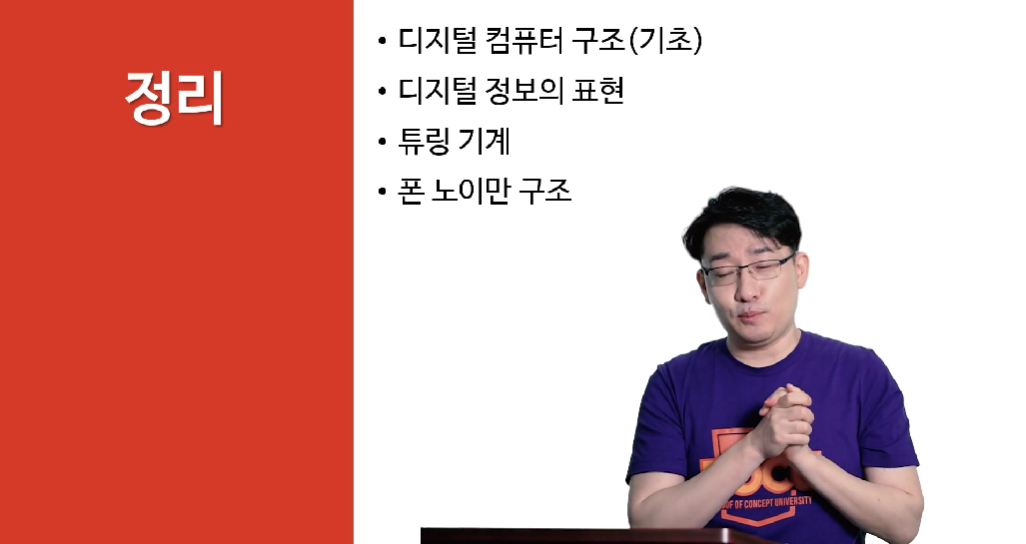 정리
• 디지털 컴퓨터 구조(기초)
• 디지털 정보의 표현
• 튜링 기계
• 폰 노이만 구조
OF CONCEPT UNIVERSITY